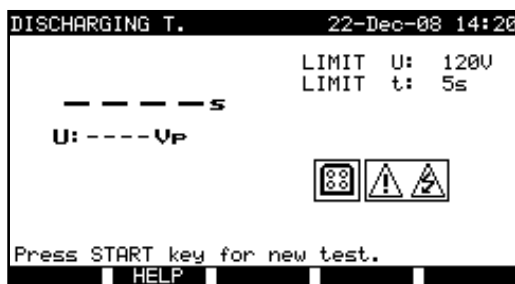 DISCHARGING T. 22-Dec-08 14:20
LIMIT U: 120V
LIMIT t: 5s
----s
U:----Vp
Press START key for new test.
HELP